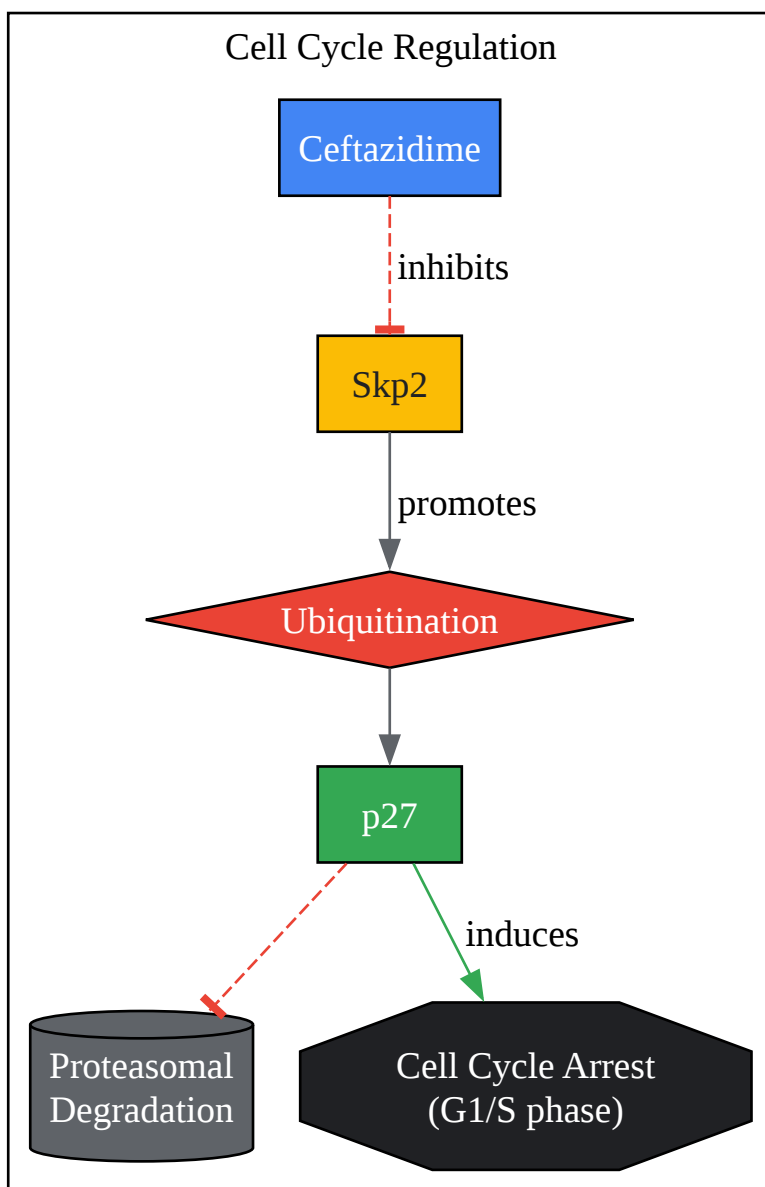 Cell Cycle Regulation
Ceftazidime
inhibits
Skp2
promotes
Ubiquitination
p27
induces
Proteasomal
Degradation
Cell Cycle Arrest
(G1/S phase)